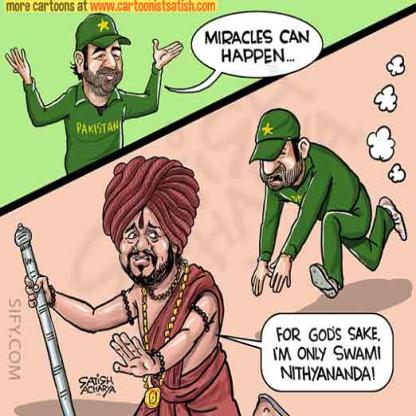 more cartoons at www.cartoonistsatish.com
MIRACLES CAN
HAPPEN...
PAKISTAN
FOR GOD'S SAKE,
I'M ONLY SWAMI
NITHYANANDA!
SATISH
ACHARYA
SIFY.COM